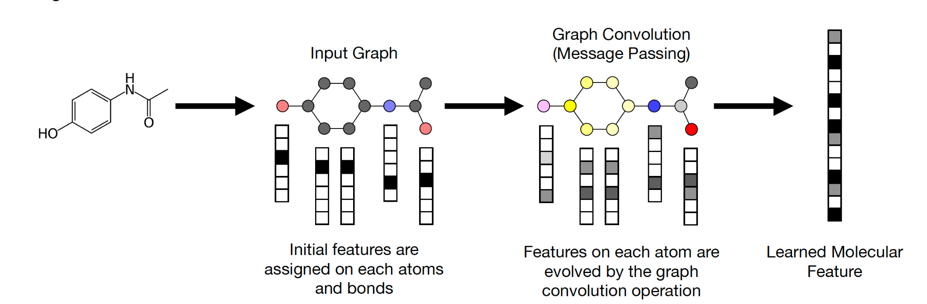 H
N
HO
O
Input Graph
Initial features are
assigned on each atoms
and bonds
Graph Convolution
(Message Passing)
Features on each atom are
evolved by the graph
convolution operation
Learned Molecular
Feature